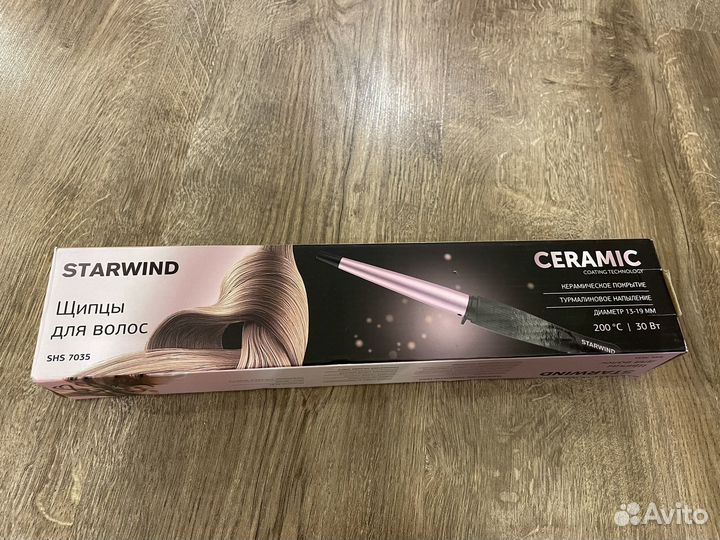 STARWIND
Щипцы
для волос
SHS 7035
CERAMIC
COATING TECHNOLOGY
КЕРАМИЧЕСКОЕ ПОКРЫТИЕ
ТУРМАЛИНОВОЕ НАПЫЛЕНИЕ
ДИАМЕТР 13-19 ММ
200 °C | 30 Вт
STARWIND
STARWIND
Avito